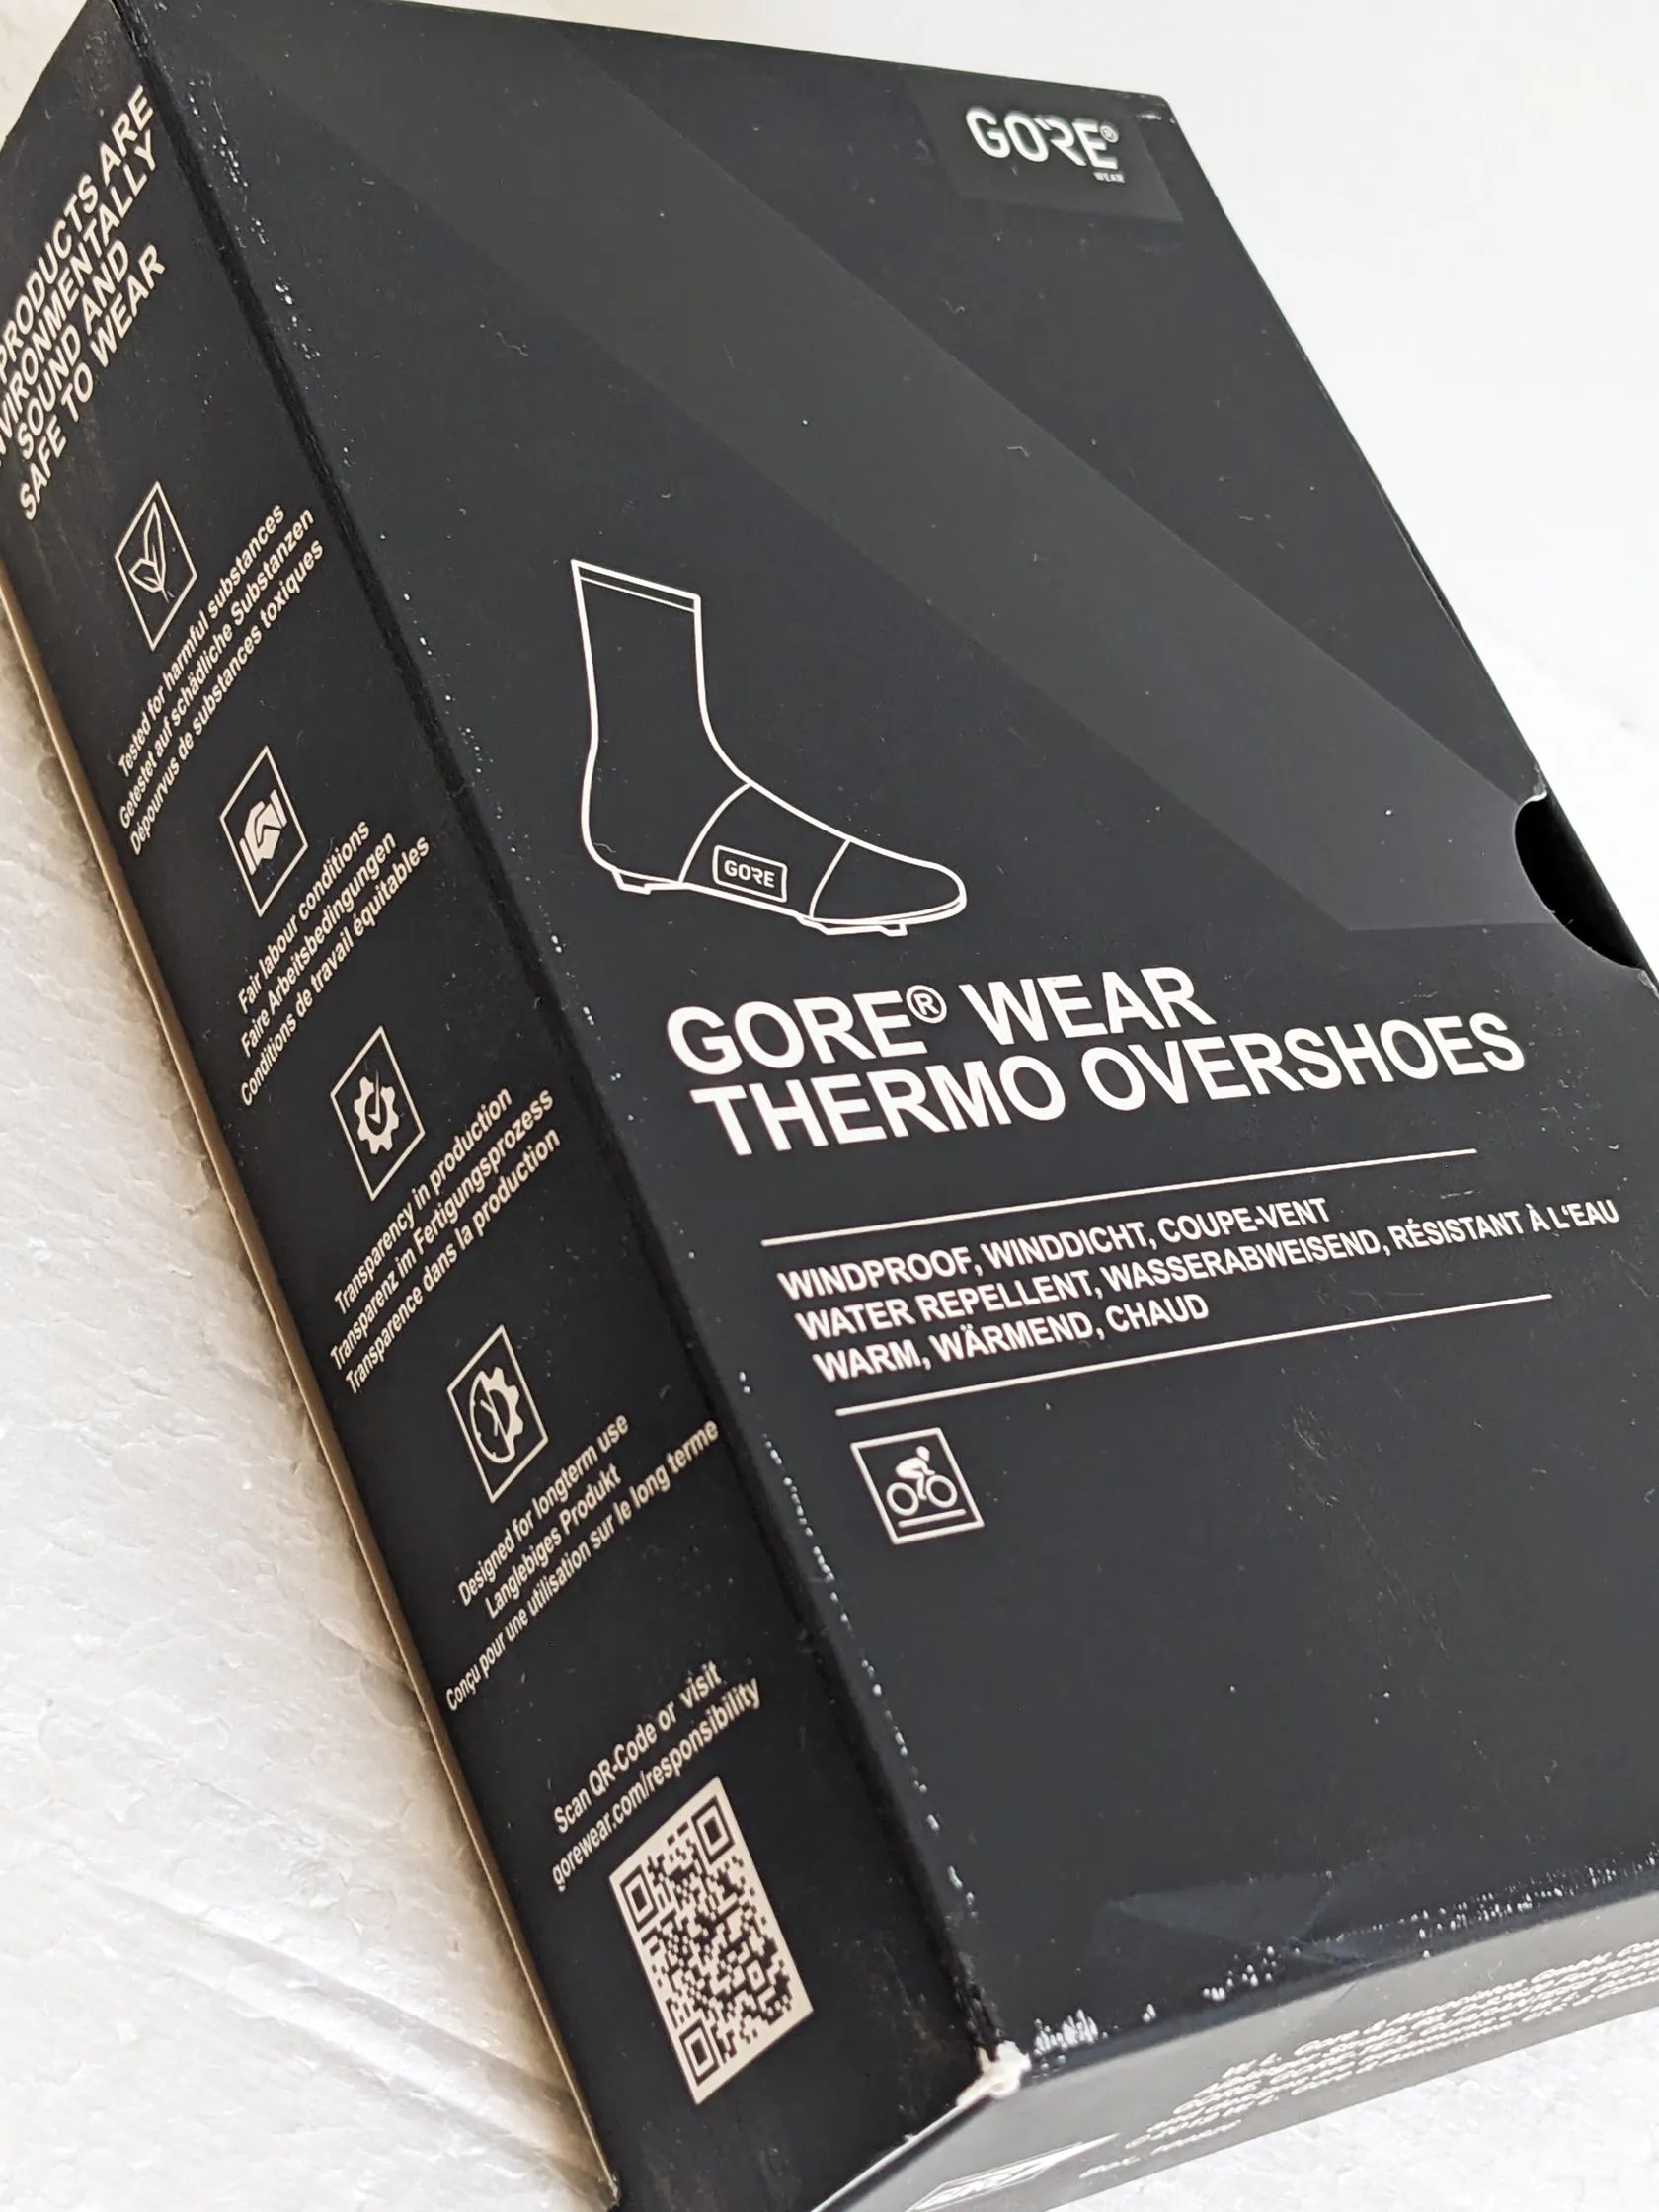 GORE®
WEAR
PRODUCTS ARE
SOUND AND
SAFE TO WEAR
Tested for harmful substances
Getestet auf schädliche Substanzen
Dépourvus de substances toxiques
Fair labour conditions
Faire Arbeitsbedingungen
Conditions de travail équitables
Transparency in production
Transparenz im Fertigungsprozess
Transparence dans la production
Designed for longterm use
Langlebiges Produkt
Conçu pour une utilisation sur le long terme
Scan QR-Code or visit
gorewear.com/responsibility
GORE
GORE® WEAR
THERMO OVERSHOES
WINDPROOF, WINDDICHT, COUPE-VENT
WATER REPELLENT, WASSERABWEISEND, RÉSISTANT À L'EAU
WARM, WÄRMEND, CHAUD